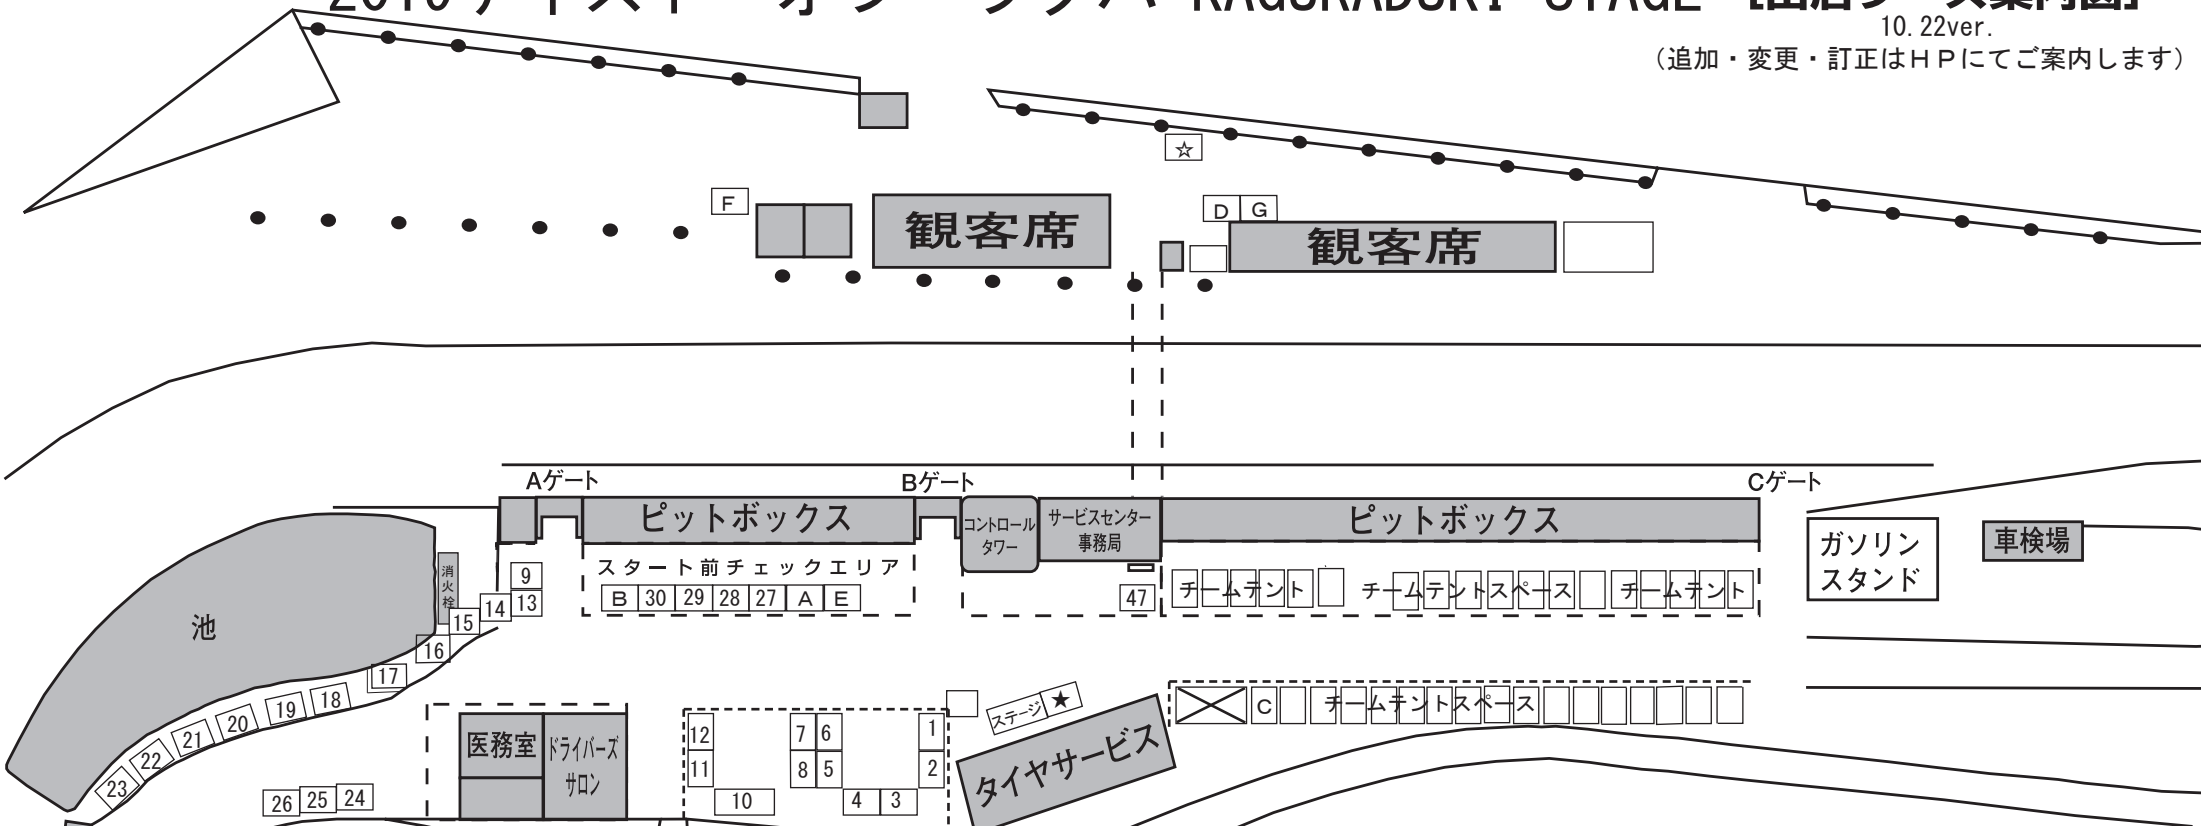 KAGURADUKI STAGE
10.22ver.
（追加・変更・訂正はＨＰにてご案内します）
☆
F
D G
観客席
観客席
Aゲート
Bゲート
Cゲート
ピットボックス
コントロール
タワー
サービスセンター
事務局
ピットボックス
ガソリン
スタンド
車検場
スタート前チェックエリア
B 30 29 28 27 A E
47
チームテント
チームテントスペース
チームテント
消火栓
池
9
13
14
15
16
17
18
19
20
21
22
23
26 25 24
医務室
ドライバーズ
サロン
12
11
10
7 6
8 5
4 3
1
2
ステージ ★
タイヤサービス
C
チームテントスペース